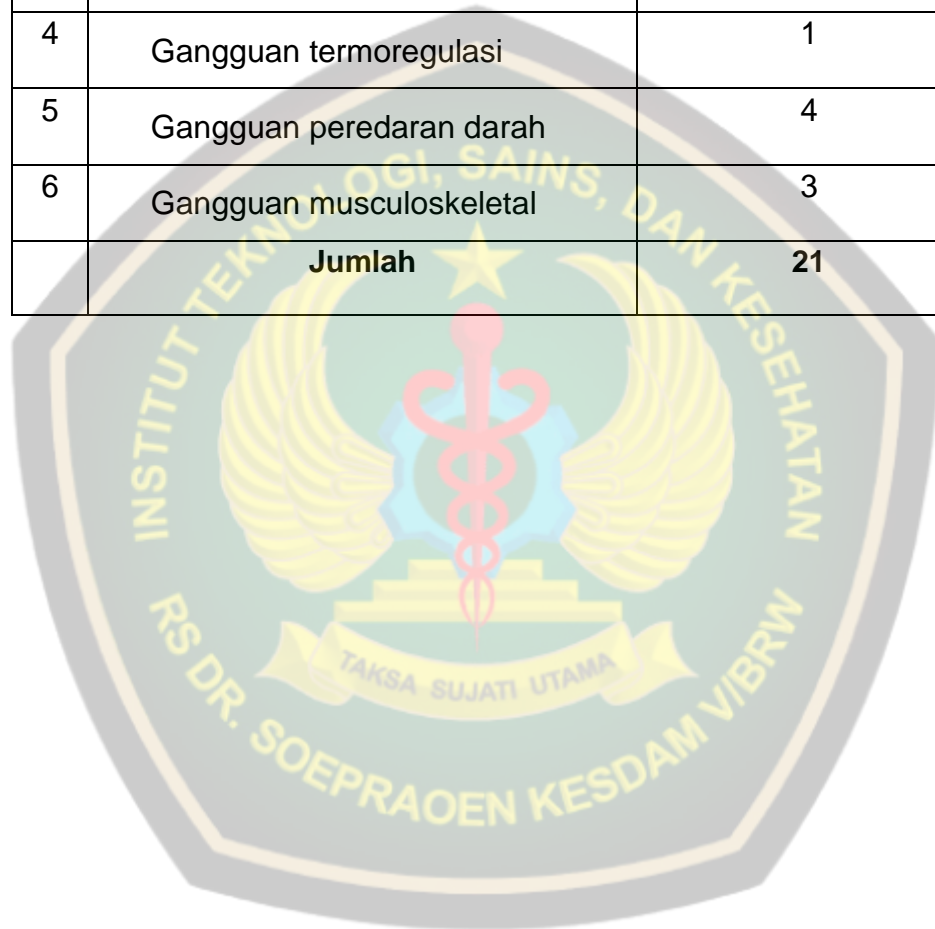 4 Gangguan termoregulasi 1
5 Gangguan peredaran darah 4
6 Gangguan musculoskeletal 3
Jumlah 21
INSTITUT TEKNOLOGI, SAINS, DAN KESEHATAN
TAKSA SUJATI UTAMA
RS DR. SOEPRAOEN KESDAM V/BRW